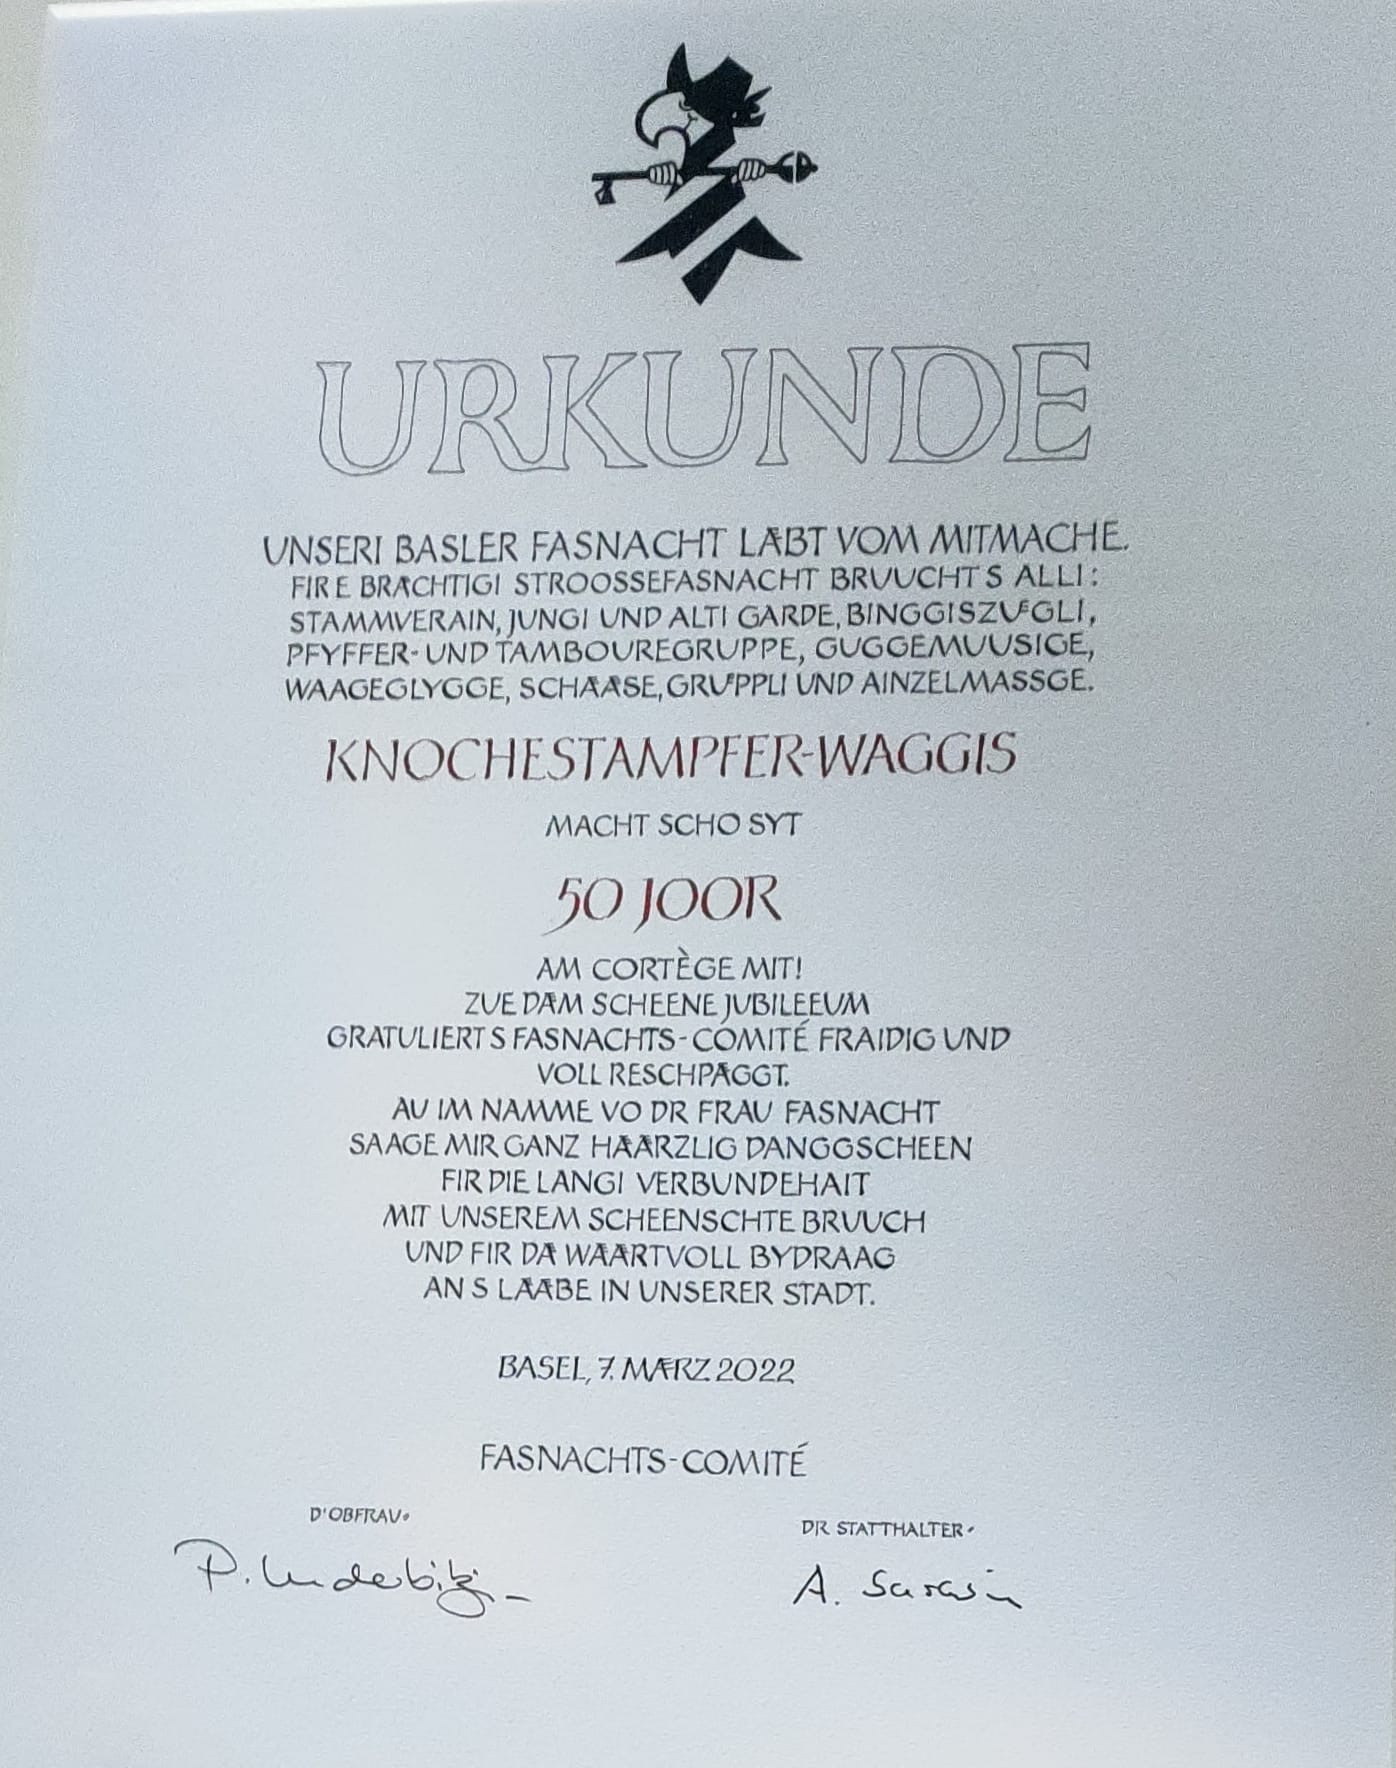 URKUNDE
UNSERI BASLER FASNACHT LÄBT VOM MITMACHE.
FIR E BRÄCHTIGI STROOSSEFASNACHT BRUUCHT S ALLI:
STAMMVERAIN, JUNGI UND ALTI GARDE, BINGGISZÜGLI,
PFYFFER- UND TAMBOUREGRUPPE, GUGGEMUUSIGE,
WAAGEGLYGGE, SCHÄÄSE, GRÜPPLI UND AINZELMASSGE.
KNOCHESTAMPFER-WAGGIS
MACHT SCHO SYT
50 JOOR
AM CORTÈGE MIT!
ZUE DÄM SCHEENE JUBILEEUM
GRATULIERT S FASNACHTS-COMITÉ FRAIDIG UND
VOLL RESCHPÄGGT.
AU IM NAMME VO DR FRAU FASNACHT
SAAGE MIR GANZ HÄÄRZLIG DANGGSCHEEN
FIR DIE LANGI VERBUNDEHAIT
MIT UNSEREM SCHEENSCHTE BRUUCH
UND FIR DÄ WÄÄRTVOLL BYDRAAG
AN S LÄÄBE IN UNSERER STADT.
BASEL, 7. MÄRZ 2022
FASNACHTS-COMITÉ
D'OBFRAU:
DR STATTHALTER:
P.
A. Sarasin